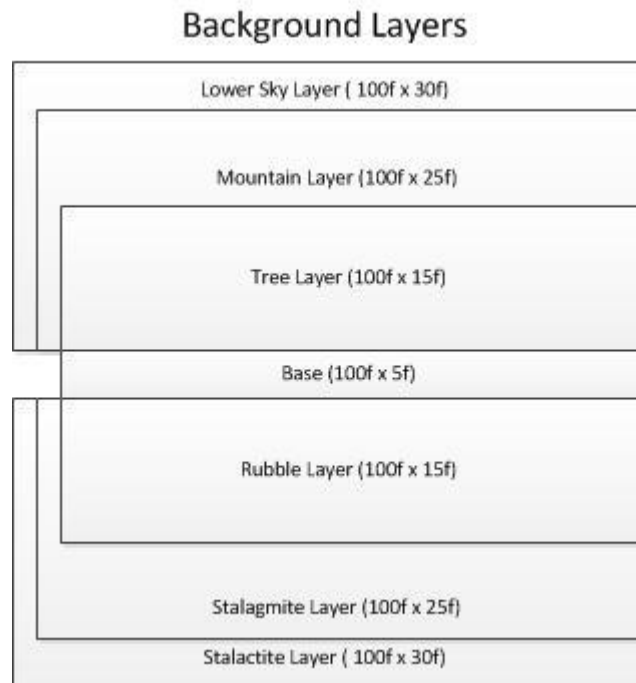 Background Layers
Lower Sky Layer ( 100f x 30f)
Mountain Layer (100f x 25f)
Tree Layer (100f x 15f)
Base (100f x 5f)
Rubble Layer (100f x 15f)
Stalagmite Layer (100f x 25f)
Stalactite Layer ( 100f x 30f)